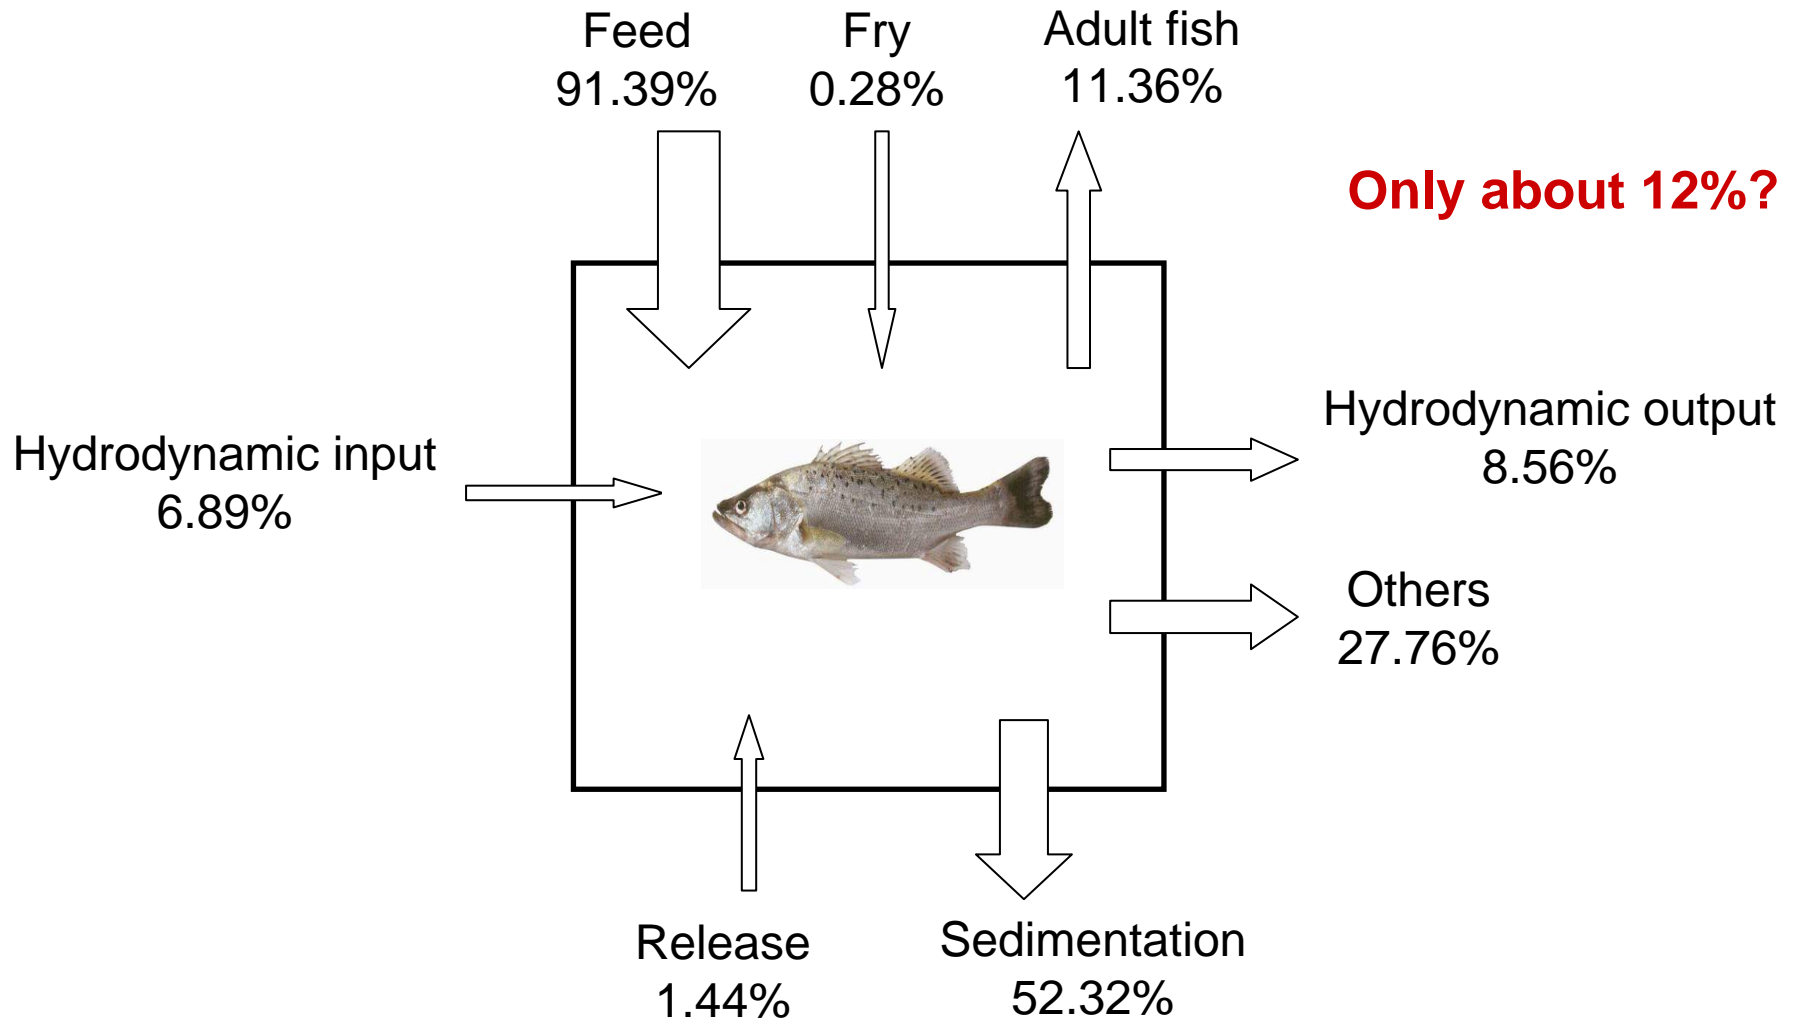 Feed
91.39%
Fry
0.28%
Adult fish
11.36%
Only about 12%?
Hydrodynamic input
6.89%
Hydrodynamic output
8.56%
Others
27.76%
Release
1.44%
Sedimentation
52.32%